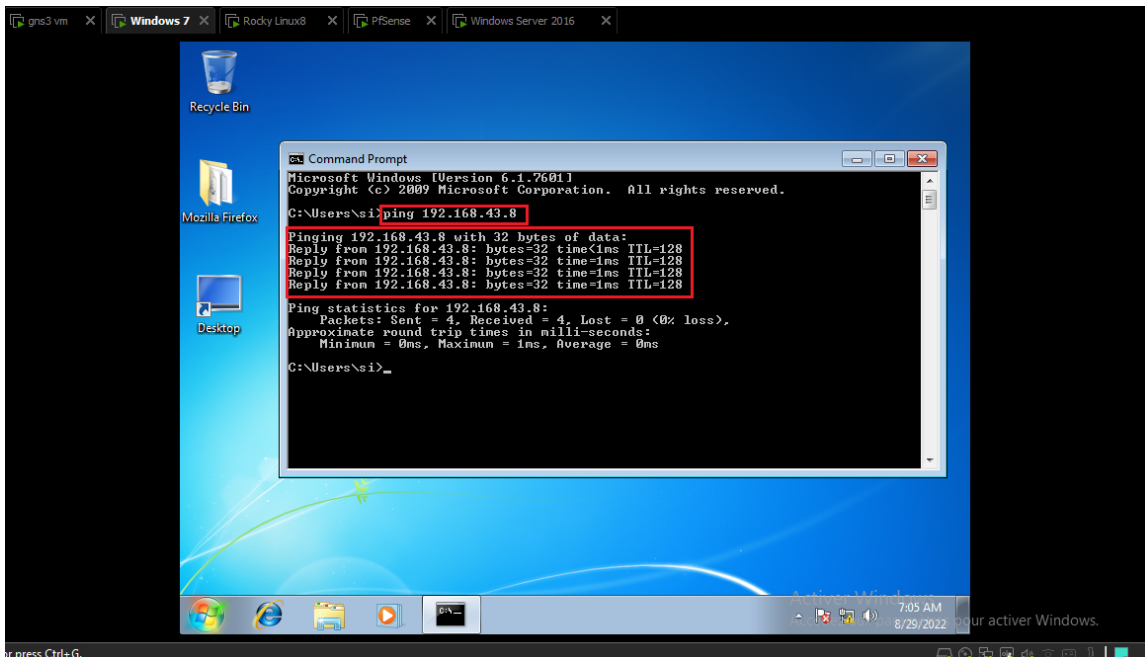 gns3 vm
Windows 7
Rocky Linux8
PfSense
Windows Server 2016
Recycle Bin
Mozilla Firefox
Desktop
Command Prompt
Microsoft Windows [Version 6.1.7601]
Copyright (c) 2009 Microsoft Corporation.  All rights reserved.
C:\Users\si>ping 192.168.43.8
Pinging 192.168.43.8 with 32 bytes of data:
Reply from 192.168.43.8: bytes=32 time<1ms TTL=128
Reply from 192.168.43.8: bytes=32 time=1ms TTL=128
Reply from 192.168.43.8: bytes=32 time=1ms TTL=128
Reply from 192.168.43.8: bytes=32 time=1ms TTL=128
Ping statistics for 192.168.43.8:
Packets: Sent = 4, Received = 4, Lost = 0 (0% loss),
Approximate round trip times in milli-seconds:
Minimum = 0ms, Maximum = 1ms, Average = 0ms
C:\Users\si>_
Activer Windows
7:05 AM
pour activer Windows.
8/29/2022
or press Ctrl+G.